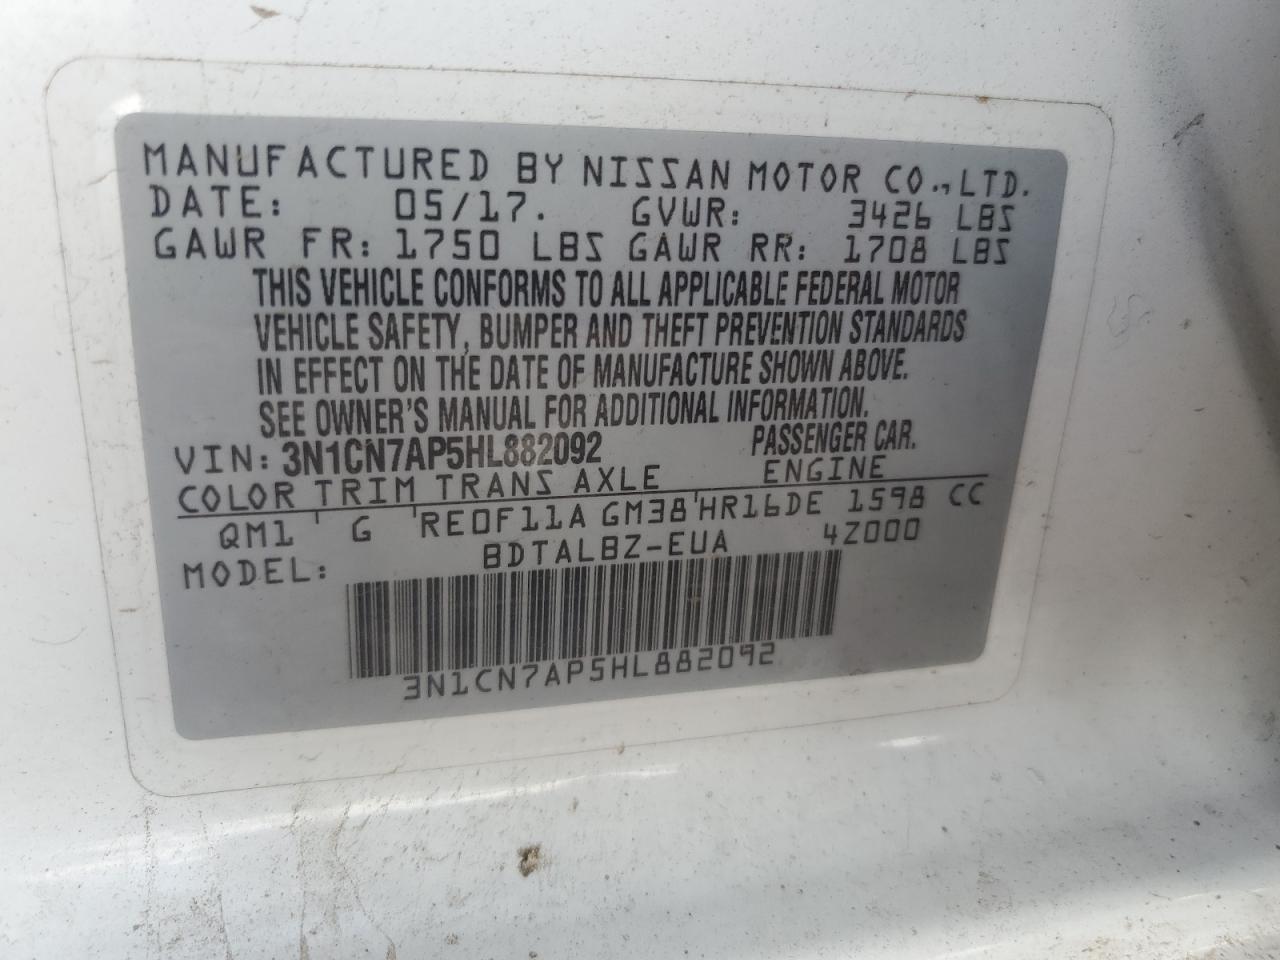 MANUFACTURED BY NISSAN MOTOR CO., LTD.
DATE: 05/17. GVWR: 3426 LBS
GAWR FR: 1750 LBS GAWR RR: 1708 LBS
THIS VEHICLE CONFORMS TO ALL APPLICABLE FEDERAL MOTOR
VEHICLE SAFETY, BUMPER AND THEFT PREVENTION STANDARDS
IN EFFECT ON THE DATE OF MANUFACTURE SHOWN ABOVE.
SEE OWNER'S MANUAL FOR ADDITIONAL INFORMATION.
VIN: 3N1CN7AP5HL882092 PASSENGER CAR.
COLOR TRIM TRANS AXLE ENGINE
QM1 G RE0F11A GM38 HR16DE 1598 CC
MODEL: BDTALBZ-EUA 4Z000
3N1CN7AP5HL882092